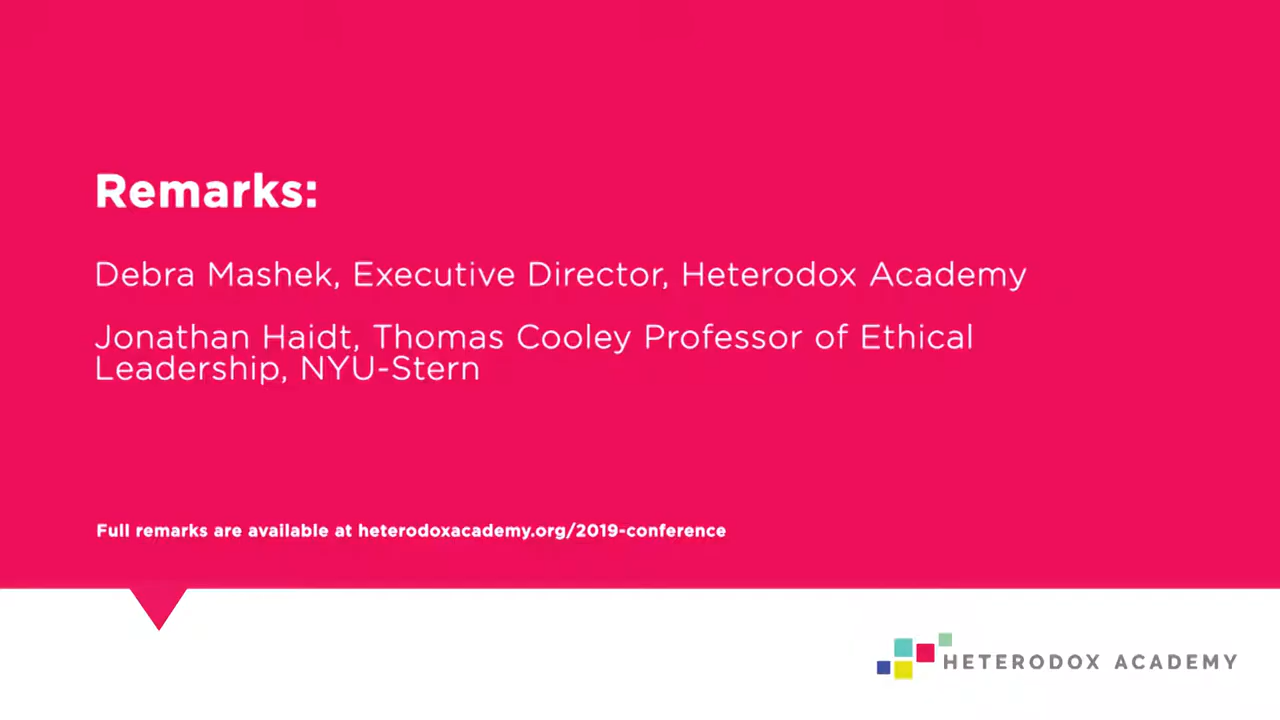 Remarks:
Debra Mashek, Executive Director, Heterodox Academy
Jonathan Haidt, Thomas Cooley Professor of Ethical
Leadership, NYU-Stern
Full remarks are available at heterodoxacademy.org/2019-conference
HETERODOX ACADEMY